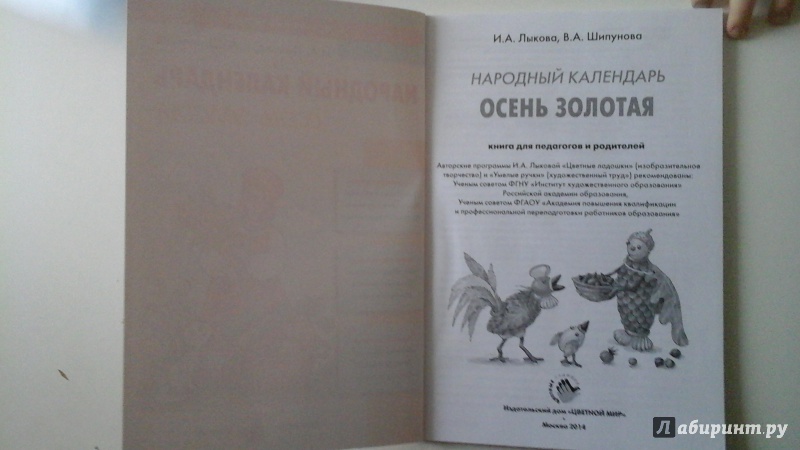 И.А. Лыкова, В.А. Шипунова
НАРОДНЫЙ КАЛЕНДАРЬ
ОСЕНЬ ЗОЛОТАЯ
книга для педагогов и родителей
Авторские программы И.А. Лыковой «Цветные ладошки» (изобразительное
творчество) и «Умелые ручки» (художественный труд») рекомендованы:
Ученым советом ФГНУ «Институт художественного образования»
Российской академии образования,
Ученым советом ФГАОУ «Академия повышения квалификации
и профессиональной переподготовки работников образования»
Издательский дом «ЦВЕТНОЙ МИР»
Москва 2014
НАРОДНЫЙ КАЛЕНДАРЬ
Лабиринт.ру